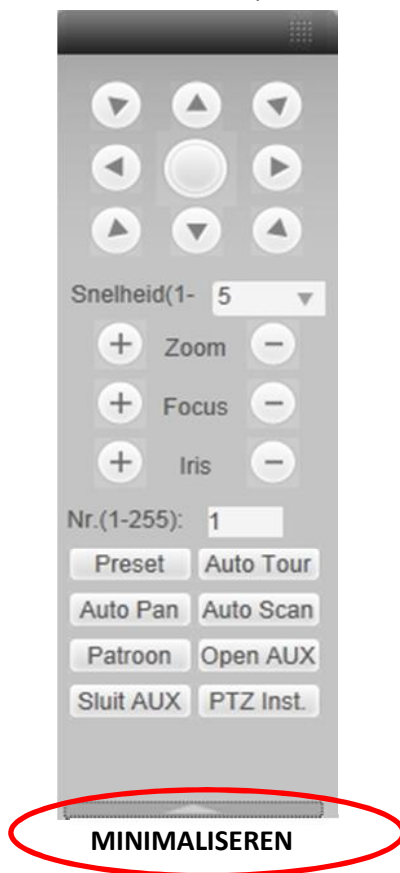 Snelheid(1- 5
+ Zoom −
+ Focus −
+ Iris −
Nr.(1-255): 1
Preset Auto Tour
Auto Pan Auto Scan
Patroon Open AUX
Sluit AUX PTZ Inst.
MINIMALISEREN